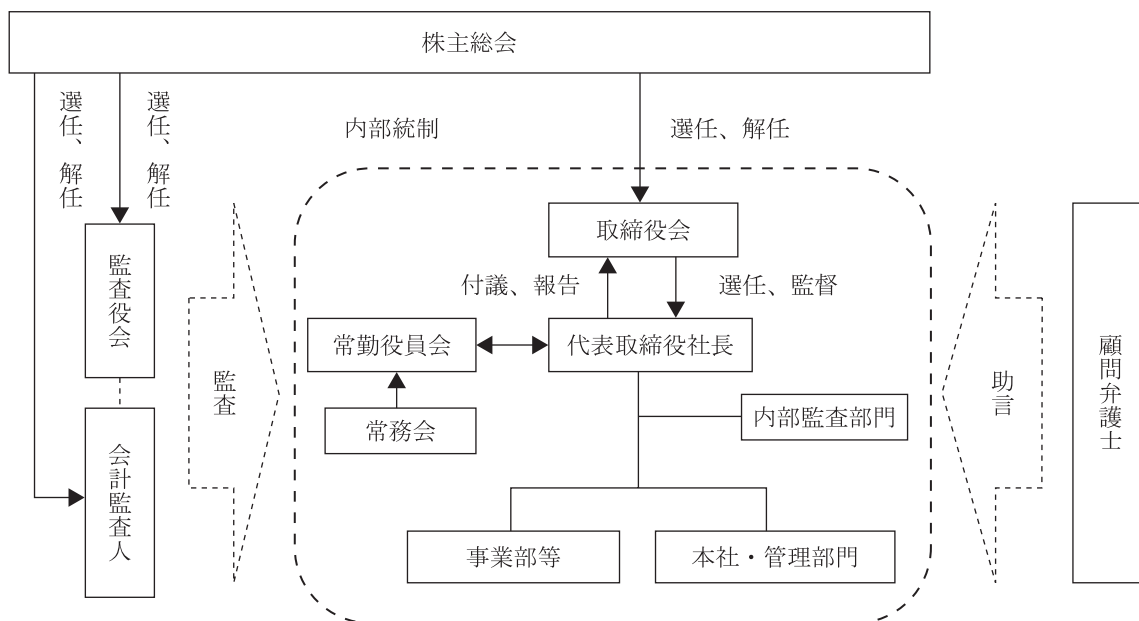 株主総会
選任、解任
選任、解任
内部統制
選任、解任
取締役会
監査役会
付議、報告
選任、監督
常勤役員会
代表取締役社長
顧問弁護士
監査
助言
常務会
内部監査部門
会計監査人
事業部等
本社・管理部門